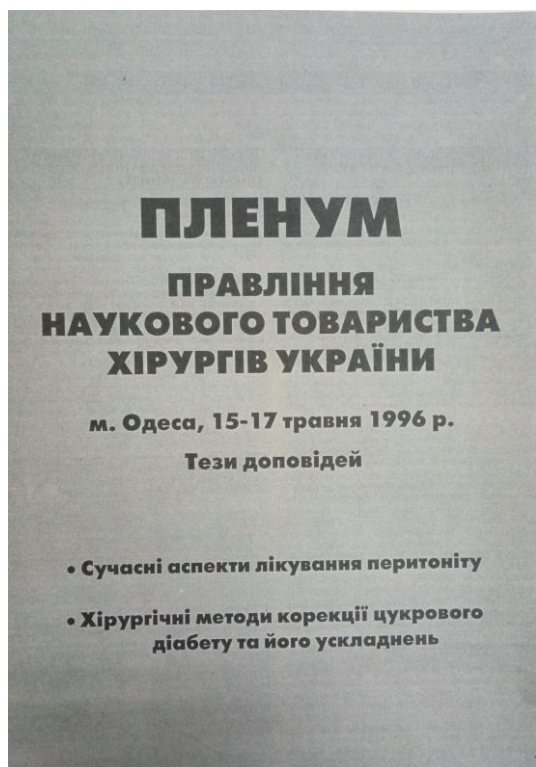 ПЛЕНУМ
ПРАВЛІННЯ
НАУКОВОГО ТОВАРИСТВА
ХІРУРГІВ УКРАЇНИ
м. Одеса, 15-17 травня 1996 р.
Тези доповідей
• Сучасні аспекти лікування перитоніту
• Хірургічні методи корекції цукрового
діабету та його ускладнень